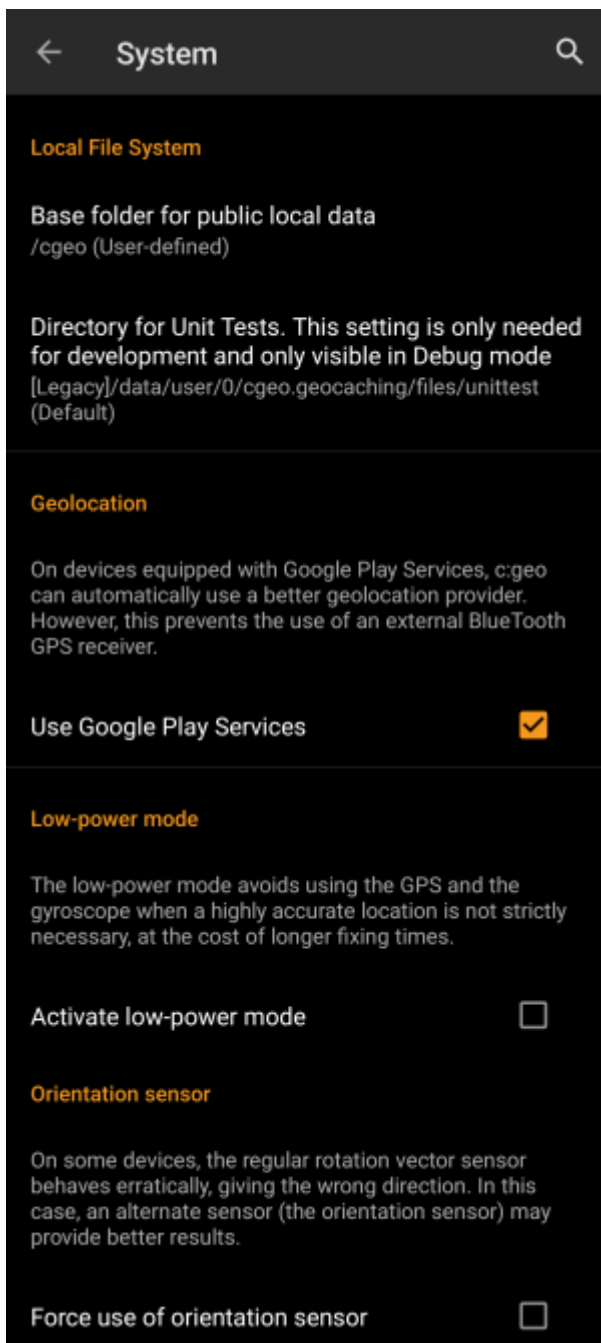 System
Local File System
Base folder for public local data
/cgeo (User-defined)
Directory for Unit Tests. This setting is only needed
for development and only visible in Debug mode
[Legacy]/data/user/0/cgeo.geocaching/files/unittest
(Default)
Geolocation
On devices equipped with Google Play Services, c:geo
can automatically use a better geolocation provider.
However, this prevents the use of an external BlueTooth
GPS receiver.
Use Google Play Services
Low-power mode
The low-power mode avoids using the GPS and the
gyroscope when a highly accurate location is not strictly
necessary, at the cost of longer fixing times.
Activate low-power mode
Orientation sensor
On some devices, the regular rotation vector sensor
behaves erratically, giving the wrong direction. In this
case, an alternate sensor (the orientation sensor) may
provide better results.
Force use of orientation sensor